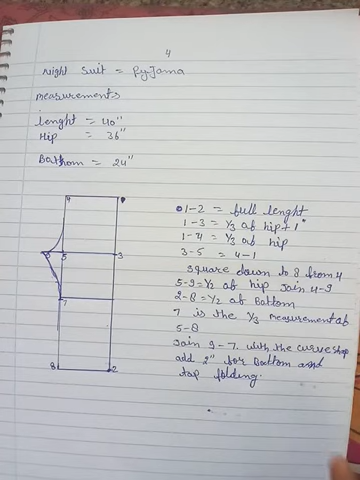 4
Night Suit = PyJama
measurements
Lenght = 40"
Hip = 36"
Bottom = 24"
1-2 = full lenght
1-3 = 1/3 of hip + 1"
1-4 = 1/3 of hip
3-5 = 4-1
square down to 8 from 4
5-9 = 1/2 of hip Join 4-9
2-8 = 1/2 of Bottom
7 is the 1/3 measurement of
5-8
Join 9-7 with the curve
add 2" for Bottom and
top folding.
4
5 3
7
8 2